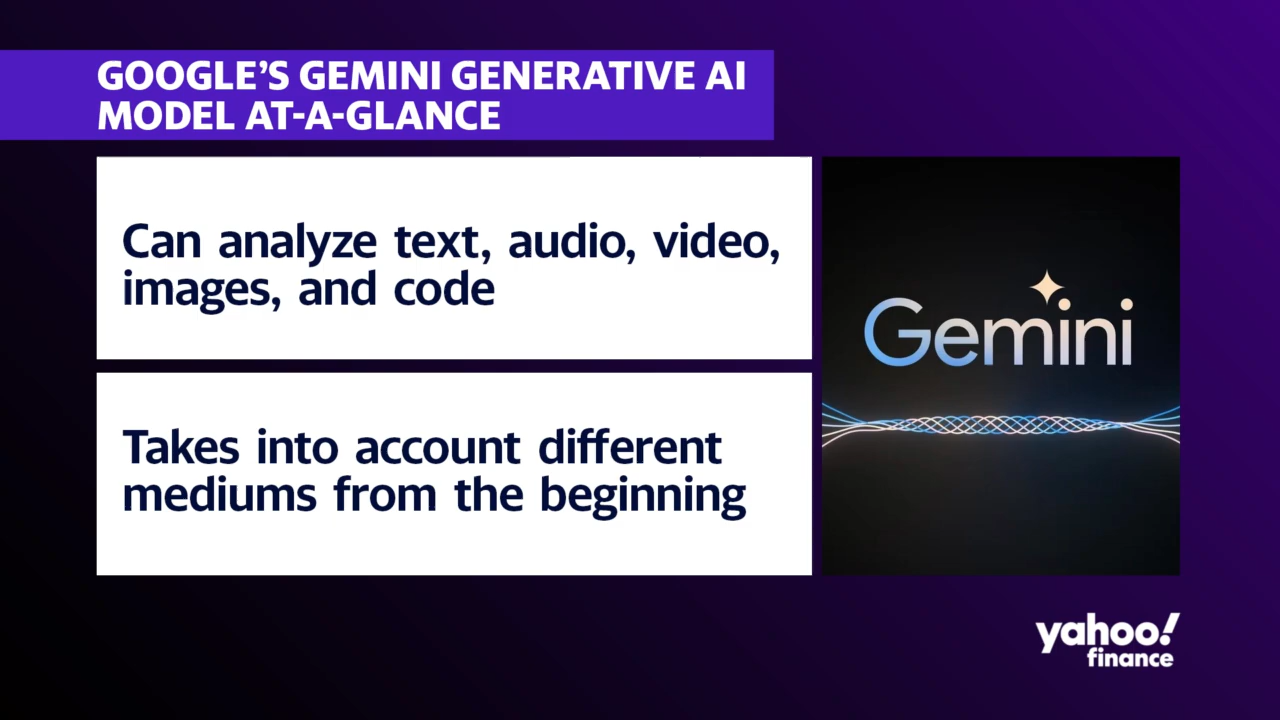 GOOGLE’S GEMINI GENERATIVE AI
MODEL AT-A-GLANCE
Can analyze text, audio, video,
images, and code
Takes into account different
mediums from the beginning
Gemini
yahoo!
finance